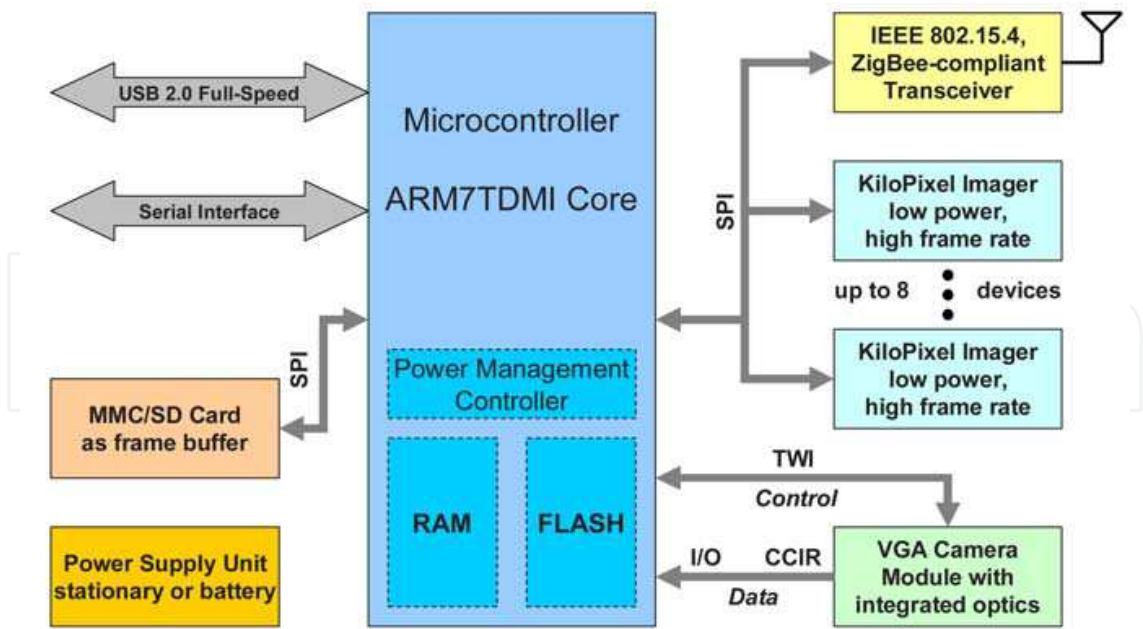 USB 2.0 Full-Speed
Serial Interface
SPI
MMC/SD Card
as frame buffer
Power Supply Unit
stationary or battery
Microcontroller
ARM7TDMI Core
Power Management
Controller
RAM
FLASH
SPI
IEEE 802.15.4,
ZigBee-compliant
Transceiver
KiloPixel Imager
low power,
high frame rate
up to 8 devices
KiloPixel Imager
low power,
high frame rate
TWI
Control
I/O CCIR
Data
VGA Camera
Module with
integrated optics